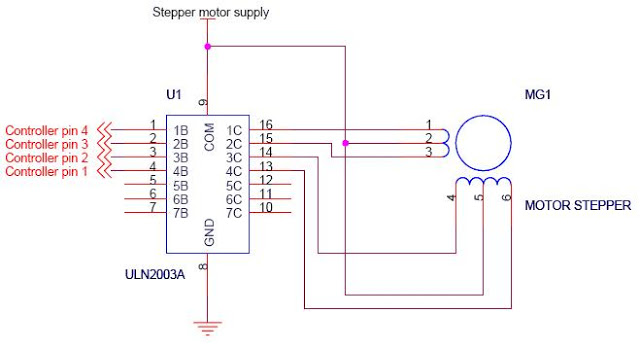 Stepper motor supply
U1
MG1
9
Controller pin 4
1
1B
COM
1C
16
1
Controller pin 3
2
2B
2C
15
2
Controller pin 2
3
3B
3C
14
3
Controller pin 1
4
4B
4C
13
5
5B
5C
12
6
6B
6C
11
7
7B
7C
10
GND
4
5
6
MOTOR STEPPER
8
ULN2003A